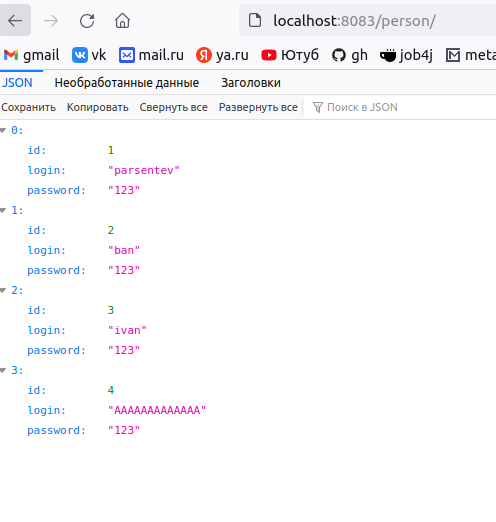 localhost:8083/person/
gmail vk mail.ru ya.ru Ютуб gh job4j meta
JSON Необработанные данные Заголовки
Сохранить Копировать Свернуть все Развернуть все Поиск в JSON
0:
id: 1
login: "parsentev"
password: "123"
1:
id: 2
login: "ban"
password: "123"
2:
id: 3
login: "ivan"
password: "123"
3:
id: 4
login: "AAAAAAAAAAAAA"
password: "123"